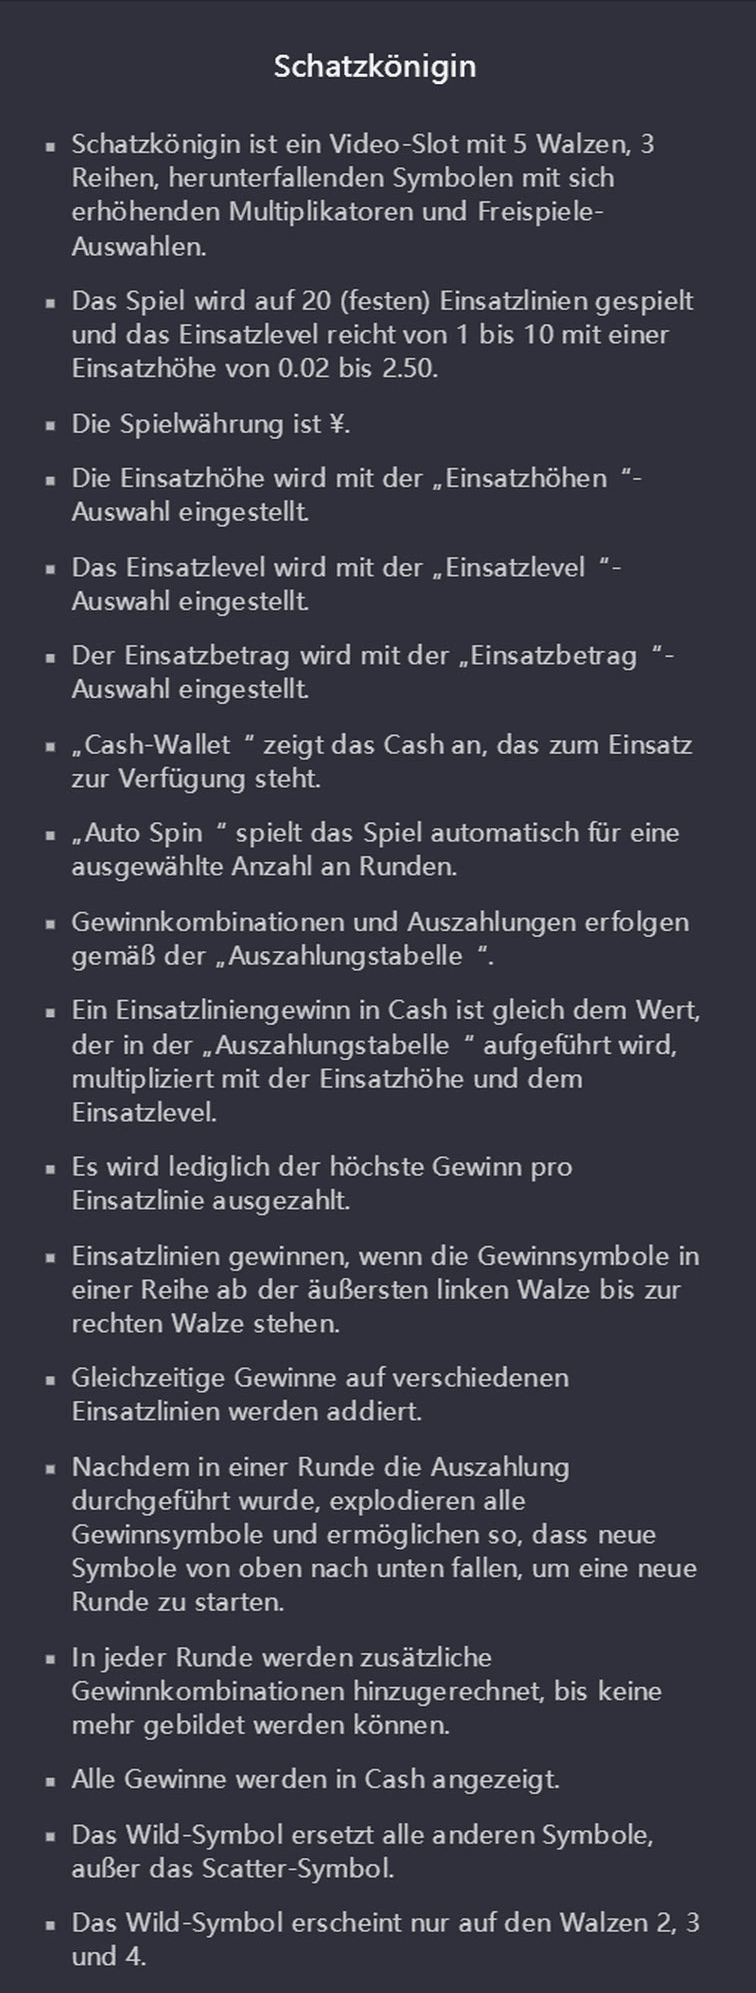 Schatzkönigin
▪ Schatzkönigin ist ein Video-Slot mit 5 Walzen, 3
Reihen, herunterfallenden Symbolen mit sich
erhöhenden Multiplikatoren und Freispiele-
Auswahlen.
▪ Das Spiel wird auf 20 (festen) Einsatzlinien gespielt
und das Einsatzlevel reicht von 1 bis 10 mit einer
Einsatzhöhe von 0.02 bis 2.50.
▪ Die Spielwährung ist ¥.
▪ Die Einsatzhöhe wird mit der „Einsatzhöhen “-
Auswahl eingestellt.
▪ Das Einsatzlevel wird mit der „Einsatzlevel “-
Auswahl eingestellt.
▪ Der Einsatzbetrag wird mit der „Einsatzbetrag “-
Auswahl eingestellt.
▪ „Cash-Wallet “ zeigt das Cash an, das zum Einsatz
zur Verfügung steht.
▪ „Auto Spin “ spielt das Spiel automatisch für eine
ausgewählte Anzahl an Runden.
▪ Gewinnkombinationen und Auszahlungen erfolgen
gemäß der „Auszahlungstabelle “.
▪ Ein Einsatzliniengewinn in Cash ist gleich dem Wert,
der in der „Auszahlungstabelle “ aufgeführt wird,
multipliziert mit der Einsatzhöhe und dem
Einsatzlevel.
▪ Es wird lediglich der höchste Gewinn pro
Einsatzlinie ausgezahlt.
▪ Einsatzlinien gewinnen, wenn die Gewinnsymbole in
einer Reihe ab der äußersten linken Walze bis zur
rechten Walze stehen.
▪ Gleichzeitige Gewinne auf verschiedenen
Einsatzlinien werden addiert.
▪ Nachdem in einer Runde die Auszahlung
durchgeführt wurde, explodieren alle
Gewinnsymbole und ermöglichen so, dass neue
Symbole von oben nach unten fallen, um eine neue
Runde zu starten.
▪ In jeder Runde werden zusätzliche
Gewinnkombinationen hinzugerechnet, bis keine
mehr gebildet werden können.
▪ Alle Gewinne werden in Cash angezeigt.
▪ Das Wild-Symbol ersetzt alle anderen Symbole,
außer das Scatter-Symbol.
▪ Das Wild-Symbol erscheint nur auf den Walzen 2, 3
und 4.